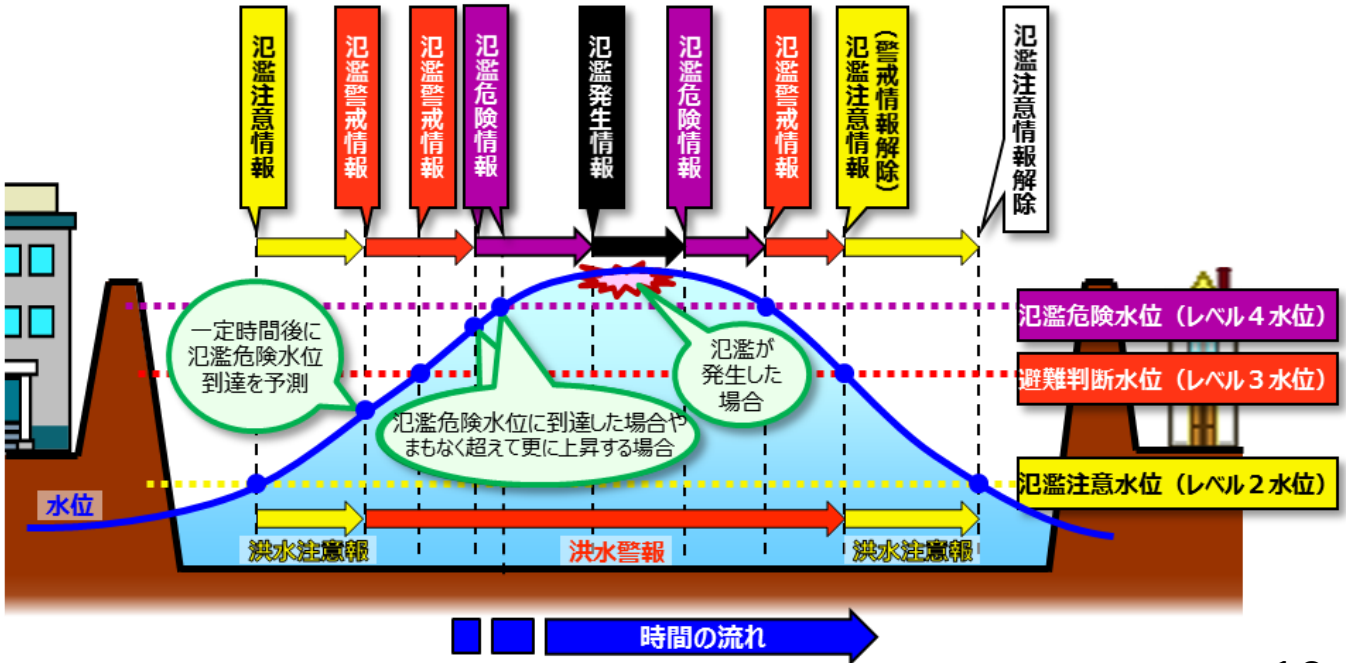 氾濫注意情報
氾濫警戒情報
氾濫警戒情報
氾濫危険情報
氾濫発生情報
氾濫危険情報
氾濫警戒情報
(警戒情報解除)
氾濫注意情報
氾濫注意情報解除
一定時間後に
氾濫危険水位
到達を予測
氾濫危険水位に到達した場合や
まもなく超えて更に上昇する場合
氾濫が
発生した
場合
氾濫危険水位(レベル4水位)
避難判断水位(レベル3水位)
氾濫注意水位(レベル2水位)
水位
洪水注意報
洪水警報
洪水注意報
時間の流れ